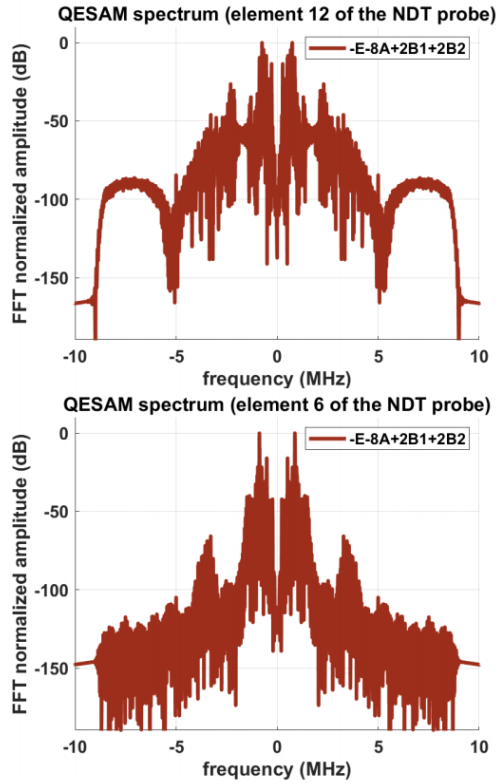 QESAM spectrum (element 12 of the NDT probe)
-E-8A+2B1+2B2
FFT normalized amplitude (dB)
0
-50
-100
-150
-10
-5
0
5
10
frequency (MHz)
QESAM spectrum (element 6 of the NDT probe)
-E-8A+2B1+2B2
FFT normalized amplitude (dB)
0
-50
-100
-150
-10
-5
0
5
10
frequency (MHz)